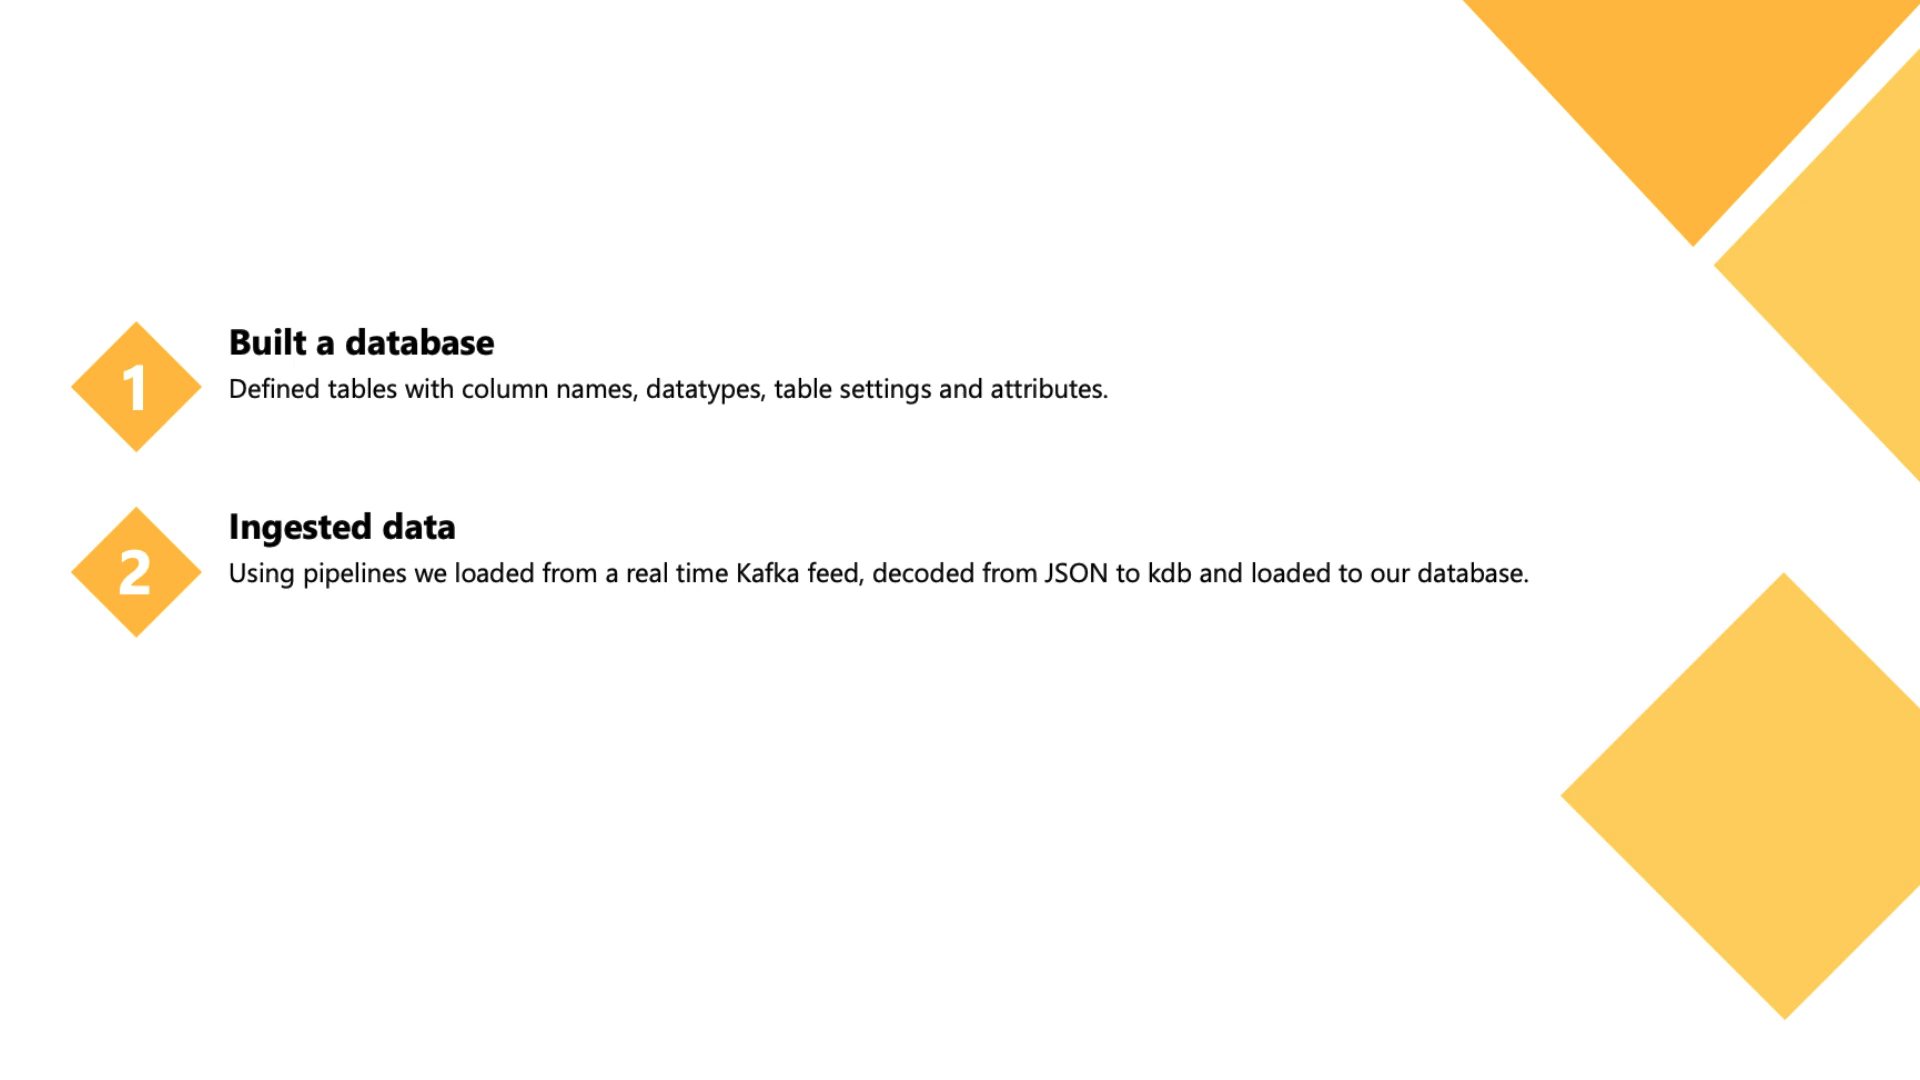 1
Built a database
Defined tables with column names, datatypes, table settings and attributes.
2
Ingested data
Using pipelines we loaded from a real time Kafka feed, decoded from JSON to kdb and loaded to our database.